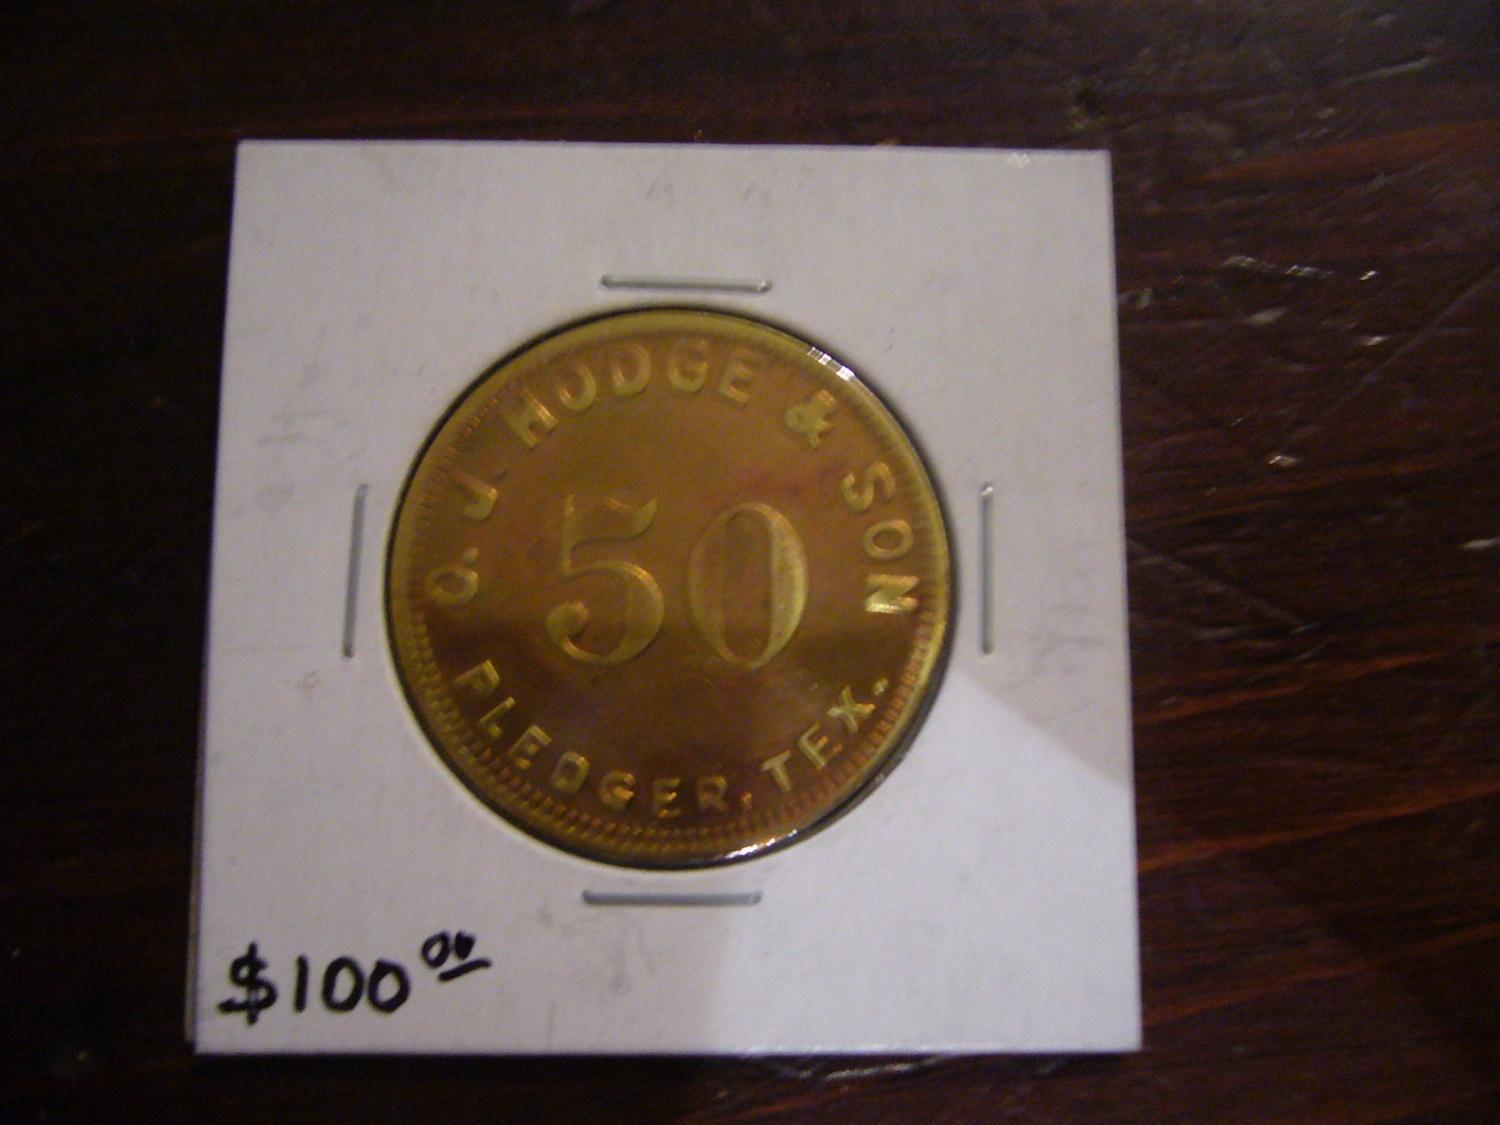 O. J. HODGE & SON
50
PLEDGER, TEX.
$100.00